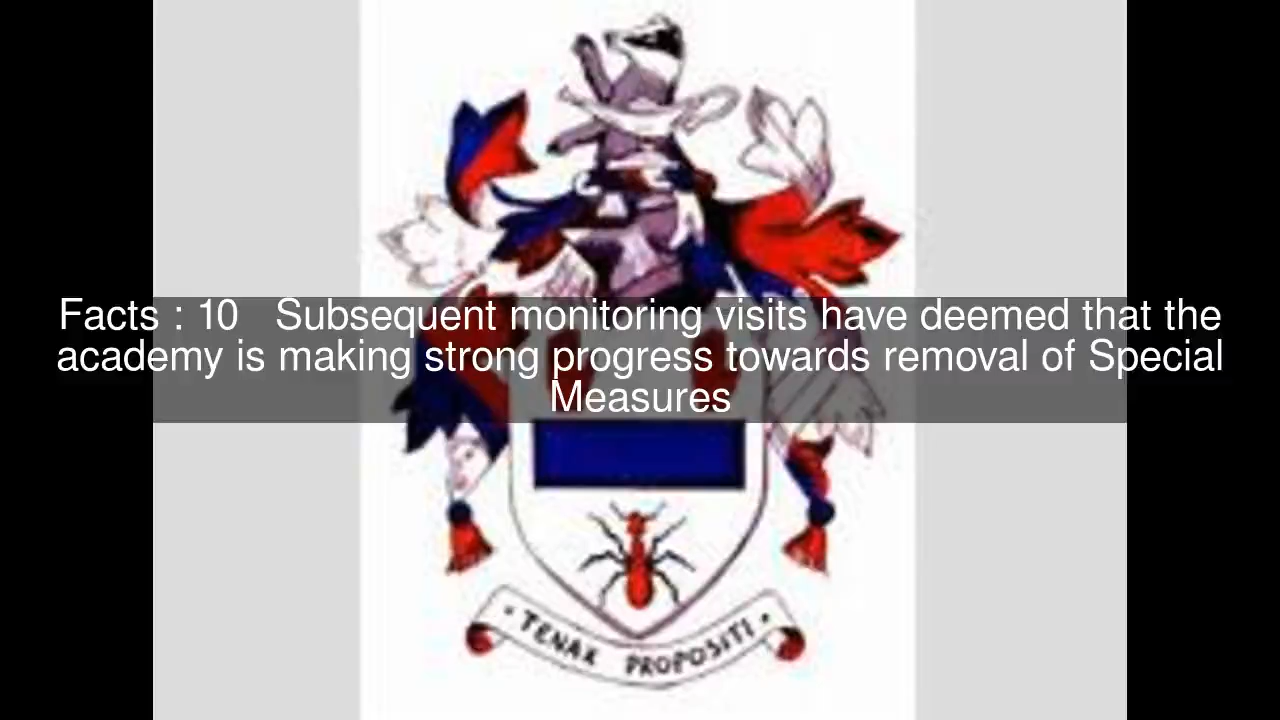 Facts : 10   Subsequent monitoring visits have deemed that the
academy is making strong progress towards removal of Special
Measures
· TENAX PROPOSITI ·